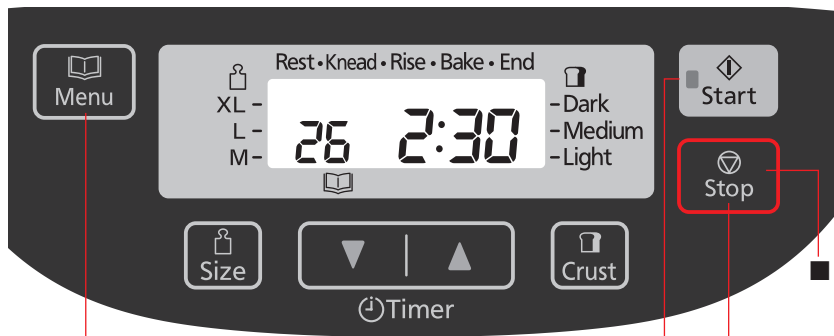 Menu
Rest • Knead • Rise • Bake • End
XL -
L -
M -
26 2:30
- Dark
- Medium
- Light
Start
Stop
Size
Crust
Timer